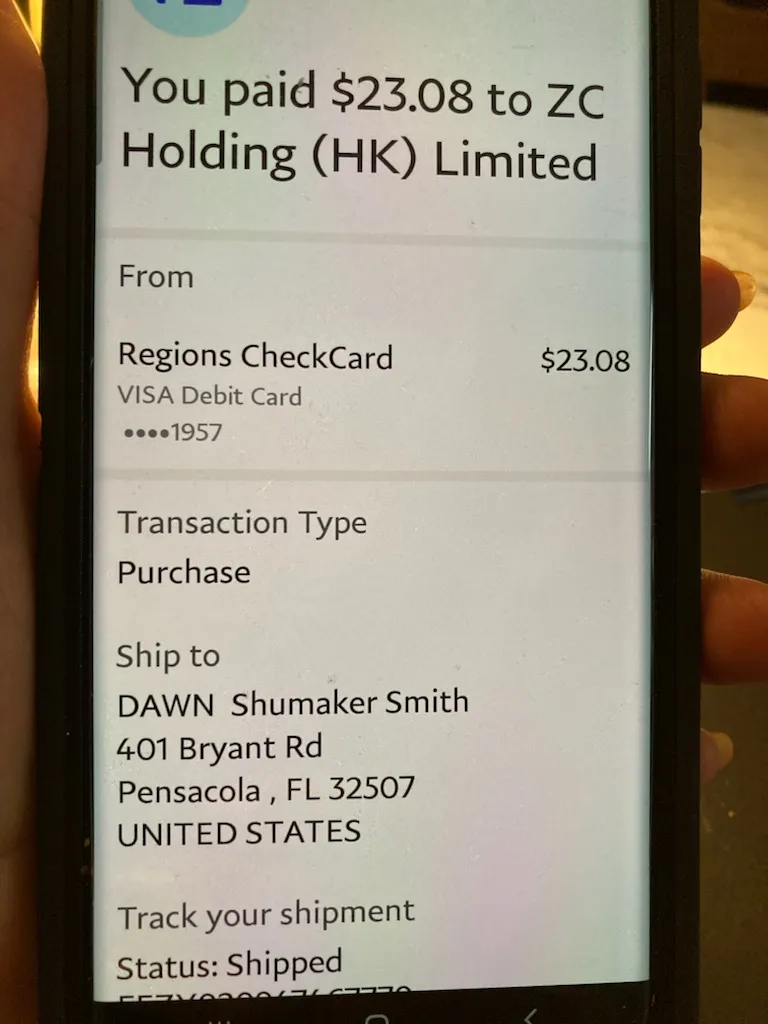 You paid $23.08 to ZC
Holding (HK) Limited
From
Regions CheckCard $23.08
VISA Debit Card
••••1957
Transaction Type
Purchase
Ship to
DAWN Shumaker Smith
401 Bryant Rd
Pensacola , FL 32507
UNITED STATES
Track your shipment
Status: Shipped